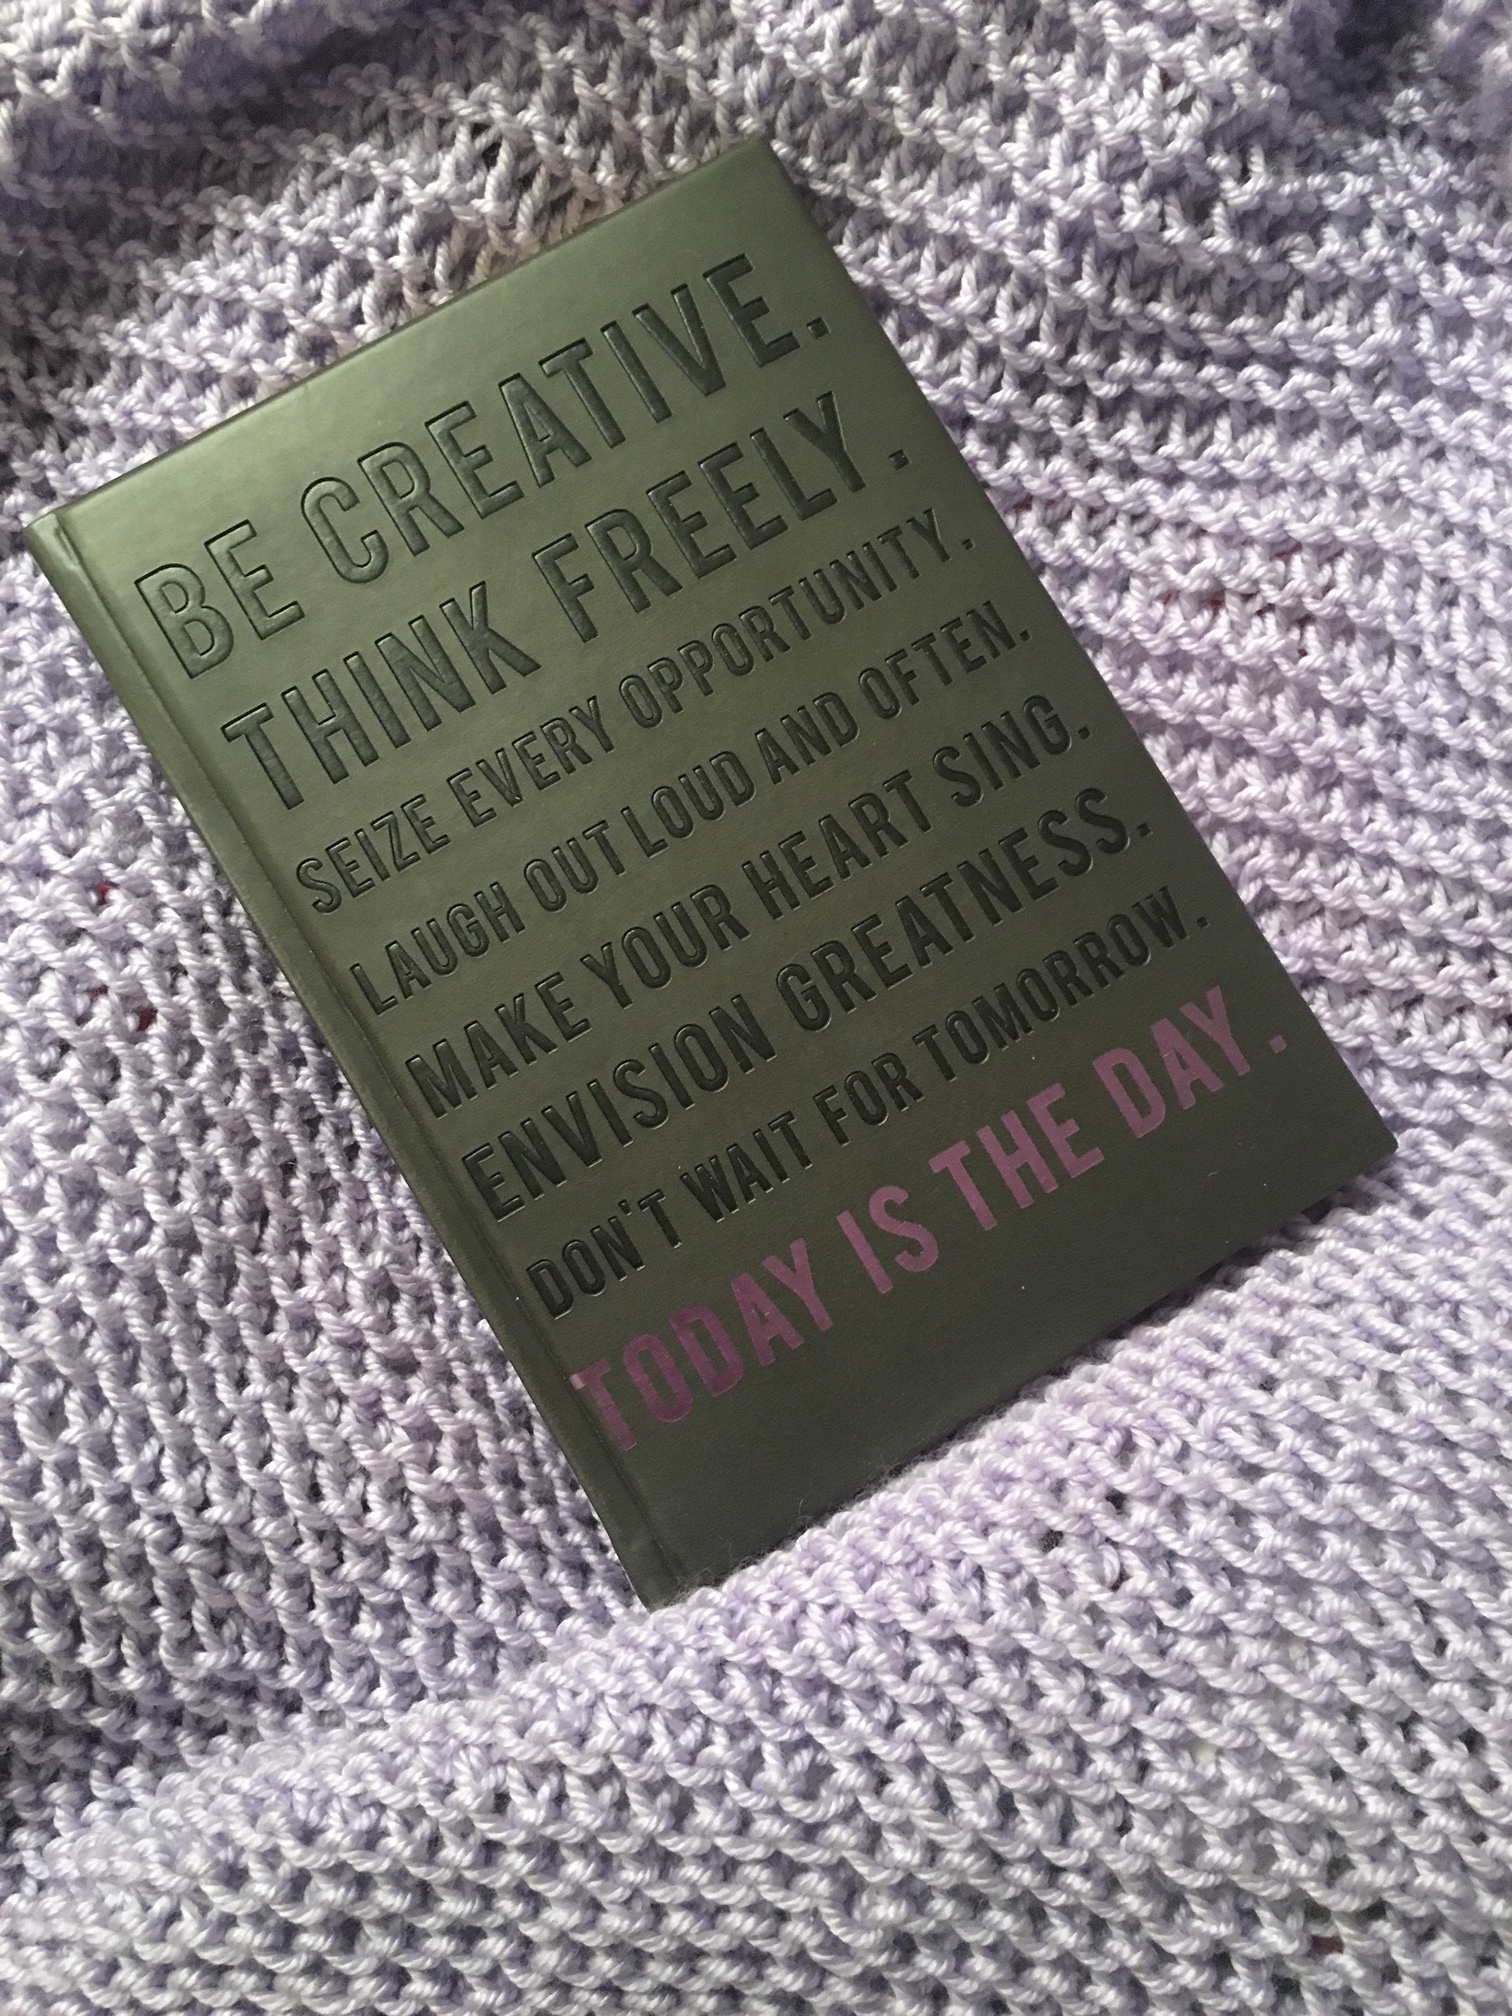 BE CREATIVE.
THINK FREELY.
SEIZE EVERY OPPORTUNITY.
LAUGH OUT LOUD AND OFTEN.
MAKE YOUR HEART SING.
ENVISION GREATNESS.
DON'T WAIT FOR TOMORROW.
TODAY IS THE DAY.